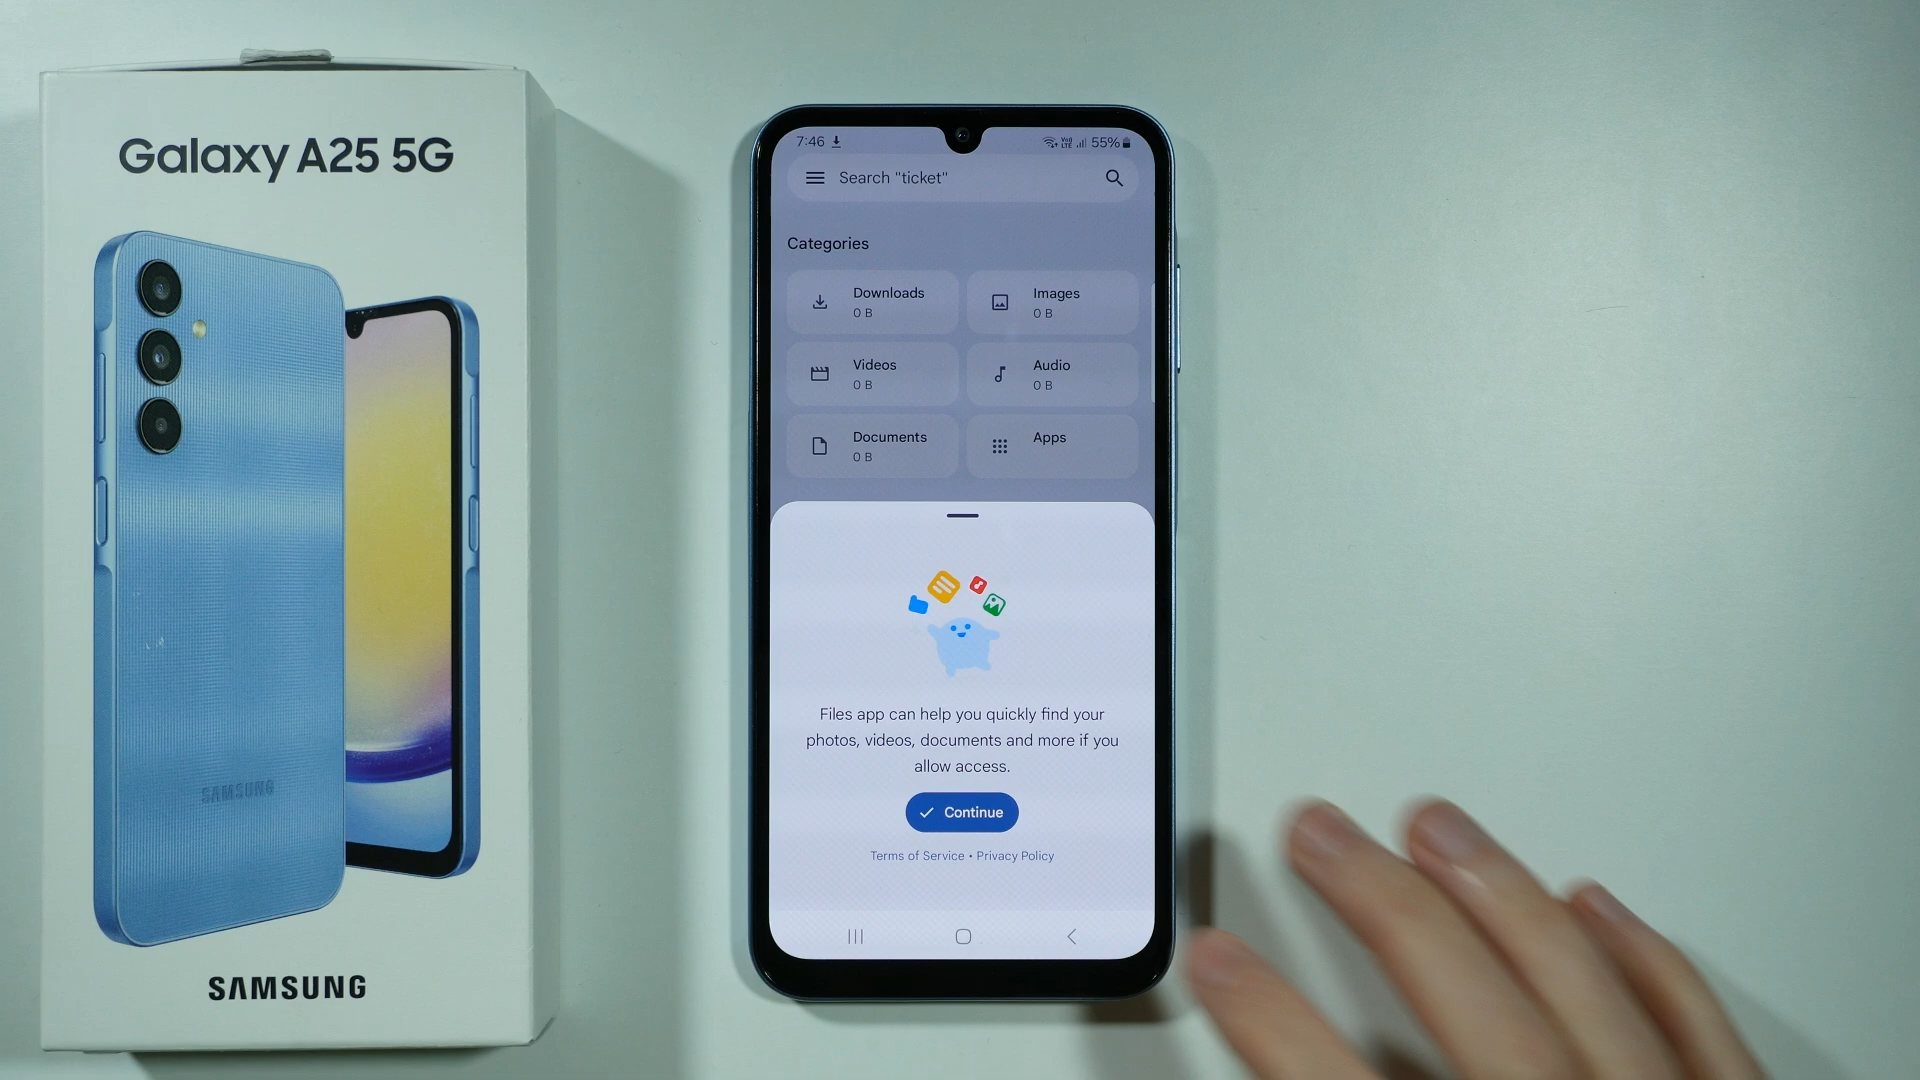 Galaxy A25 5G
SAMSUNG
SAMSUNG
7:46
Vo)) LTE
55%
Search "ticket"
Categories
Downloads
0 B
Images
0 B
Videos
0 B
Audio
0 B
Documents
0 B
Apps
Files app can help you quickly find your
photos, videos, documents and more if you
allow access.
Continue
Terms of Service • Privacy Policy